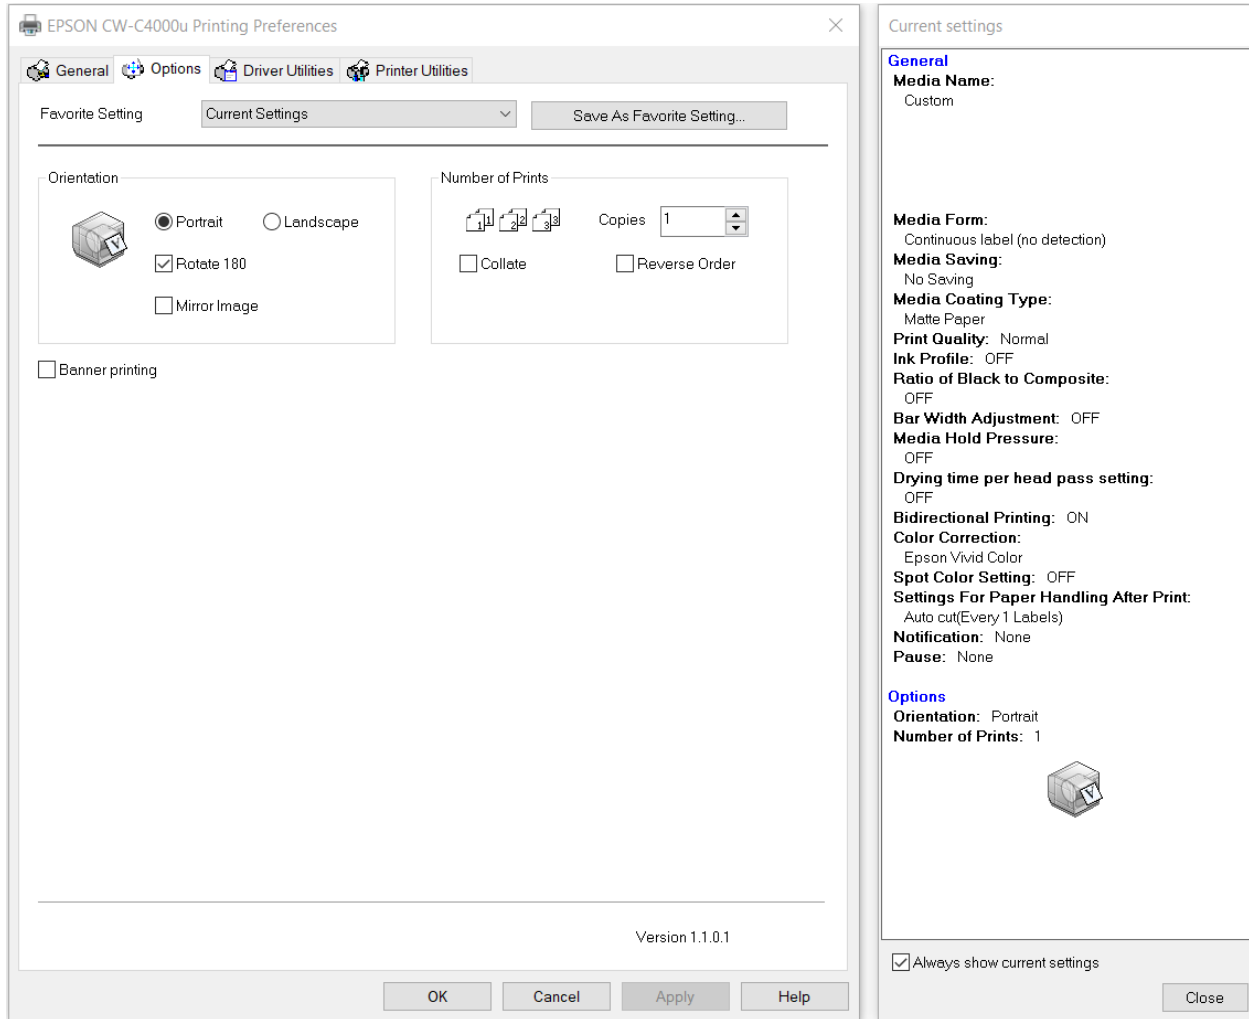 EPSON CW-C4000u Printing Preferences
General Options Driver Utilities Printer Utilities
Favorite Setting Current Settings Save As Favorite Setting...
Orientation
Portrait Landscape
Rotate 180
Mirror Image
Number of Prints
1 1 2 2 3 3 Copies 1
Collate Reverse Order
Banner printing
Version 1.1.0.1
OK Cancel Apply Help
Current settings
General
Media Name:
Custom
Media Form:
Continuous label (no detection)
Media Saving:
No Saving
Media Coating Type:
Matte Paper
Print Quality: Normal
Ink Profile: OFF
Ratio of Black to Composite:
OFF
Bar Width Adjustment: OFF
Media Hold Pressure:
OFF
Drying time per head pass setting:
OFF
Bidirectional Printing: ON
Color Correction:
Epson Vivid Color
Spot Color Setting: OFF
Settings For Paper Handling After Print:
Auto cut(Every 1 Labels)
Notification: None
Pause: None
Options
Orientation: Portrait
Number of Prints: 1
Always show current settings
Close